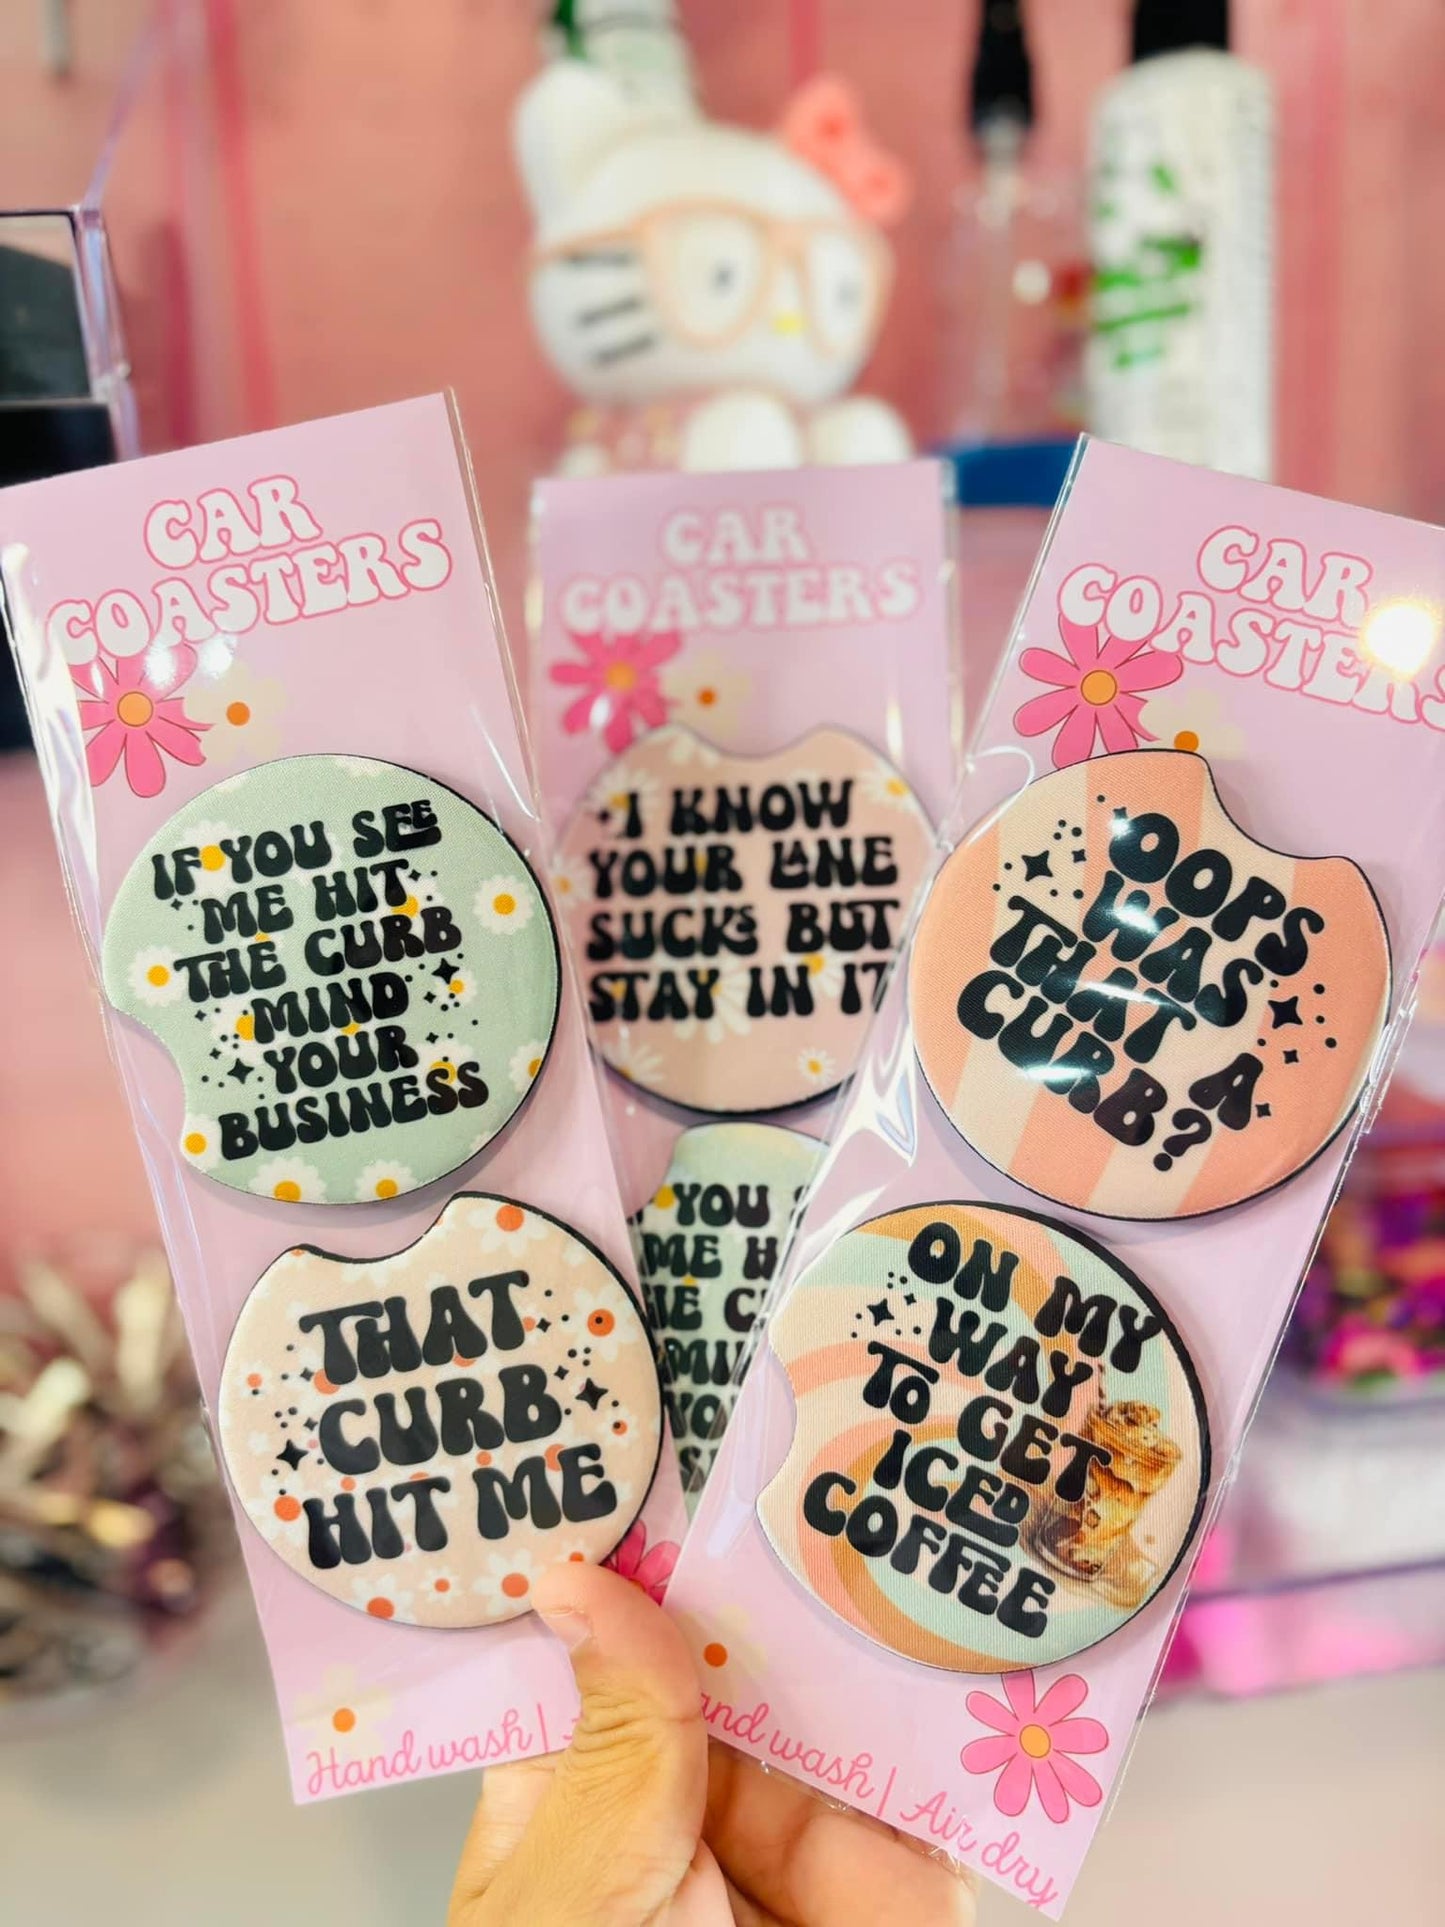 CAR
COASTERS
IF YOU SEE
ME HIT
THE CURB
MIND
YOUR
BUSINESS
THAT
CURB
HIT ME
Hand wash |
CAR
COASTERS
I KNOW
YOUR LANE
SUCKS BUT
STAY IN IT
YOU
ME
CAR
COASTERS
OOPS
WAS
THAT A
CURB?
ON MY
WAY
TO GET
ICED
COFFEE
Hand wash | Air dry